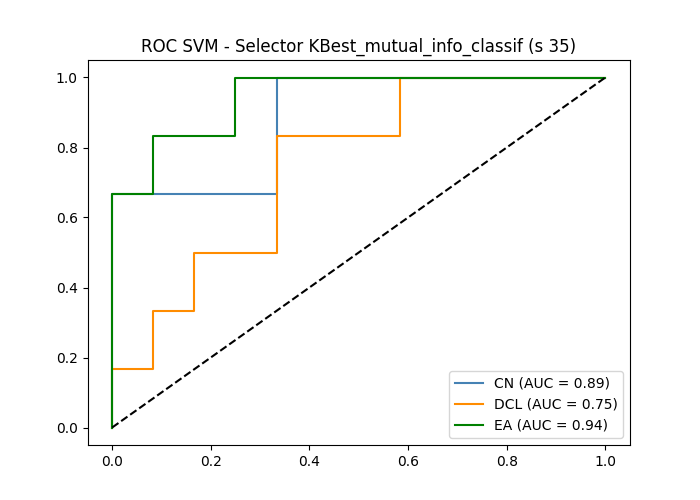 ROC SVM - Selector KBest_mutual_info_classif (s 35)
1.0
0.8
0.6
0.4
0.2
0.0
0.0 0.2 0.4 0.6 0.8 1.0
CN (AUC = 0.89)
DCL (AUC = 0.75)
EA (AUC = 0.94)